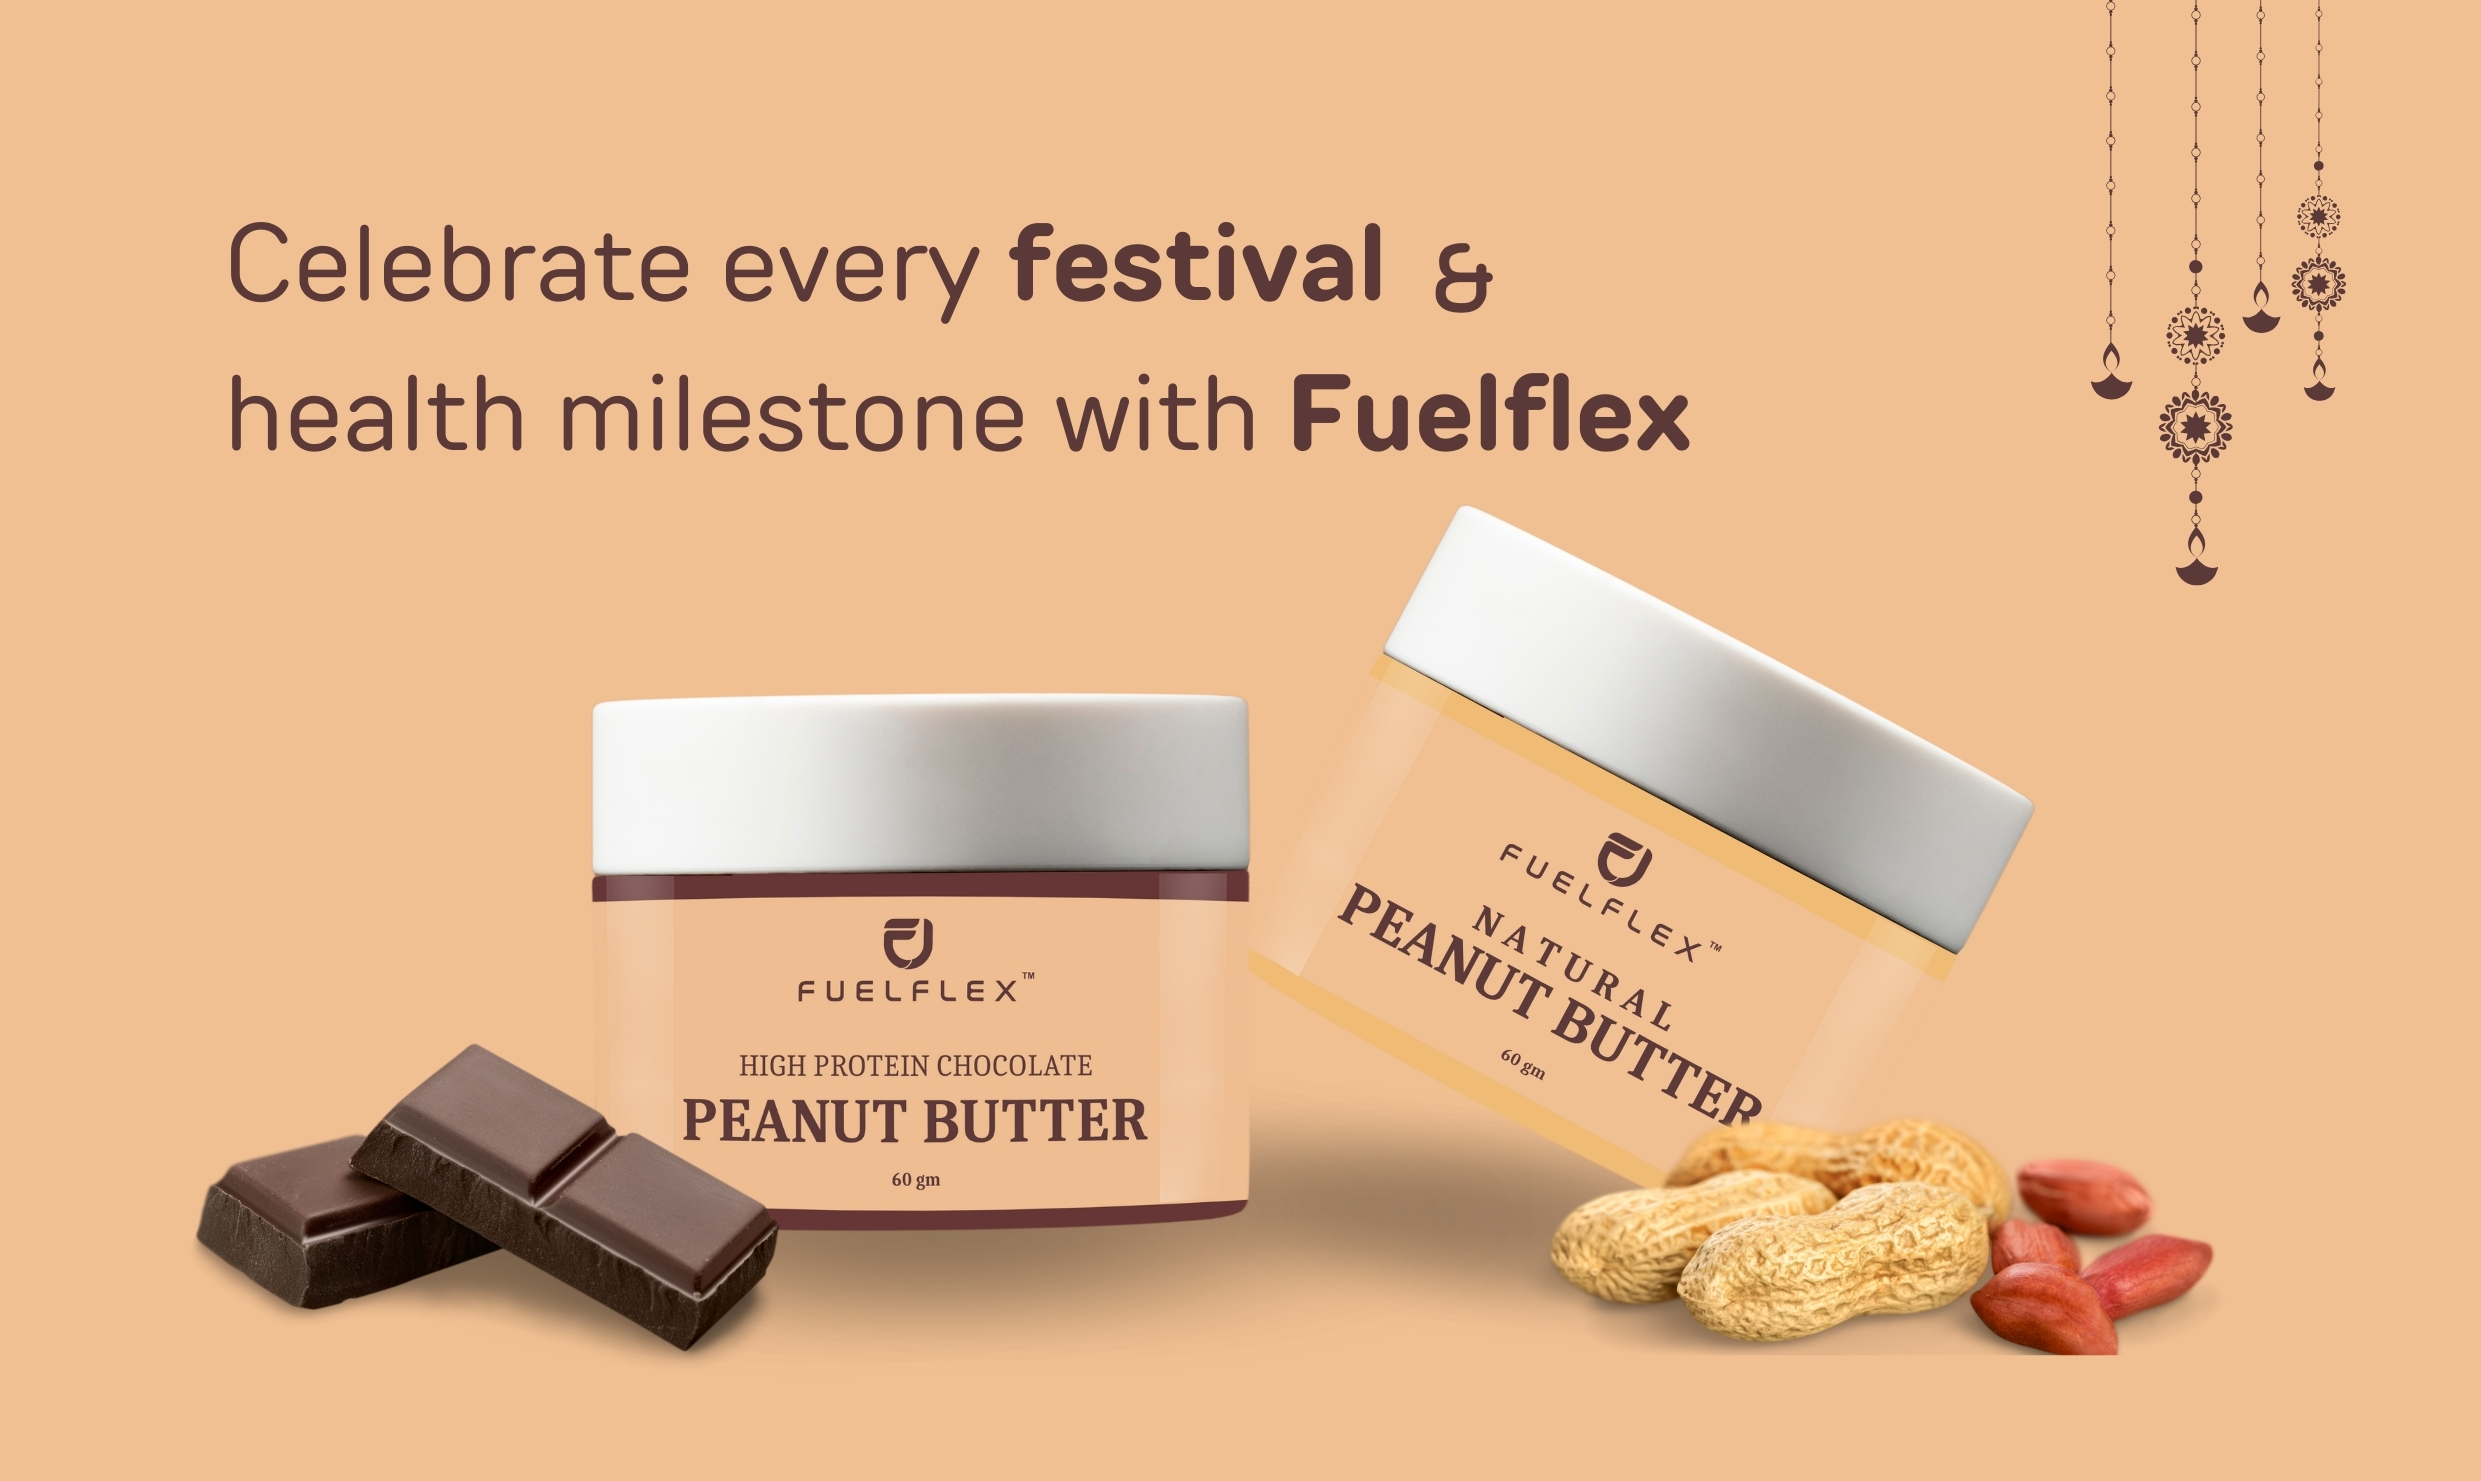 Celebrate every festival &
health milestone with Fuelflex
FUELFLEX™
HIGH PROTEIN CHOCOLATE
PEANUT BUTTER
60 gm
FUELFLEX™
NATURAL
PEANUT BUTTER
60 gm